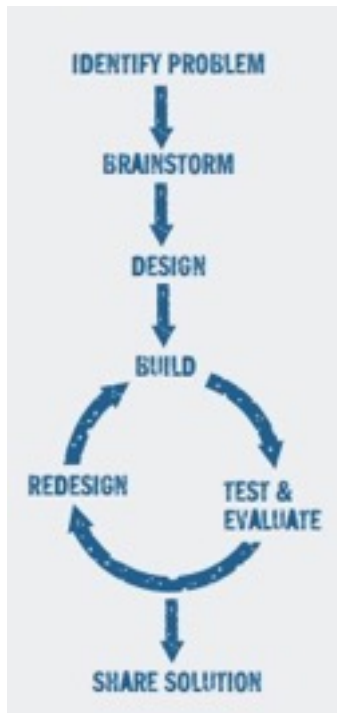 IDENTIFY PROBLEM
BRAINSTORM
DESIGN
BUILD
REDESIGN
TEST &
EVALUATE
SHARE SOLUTION